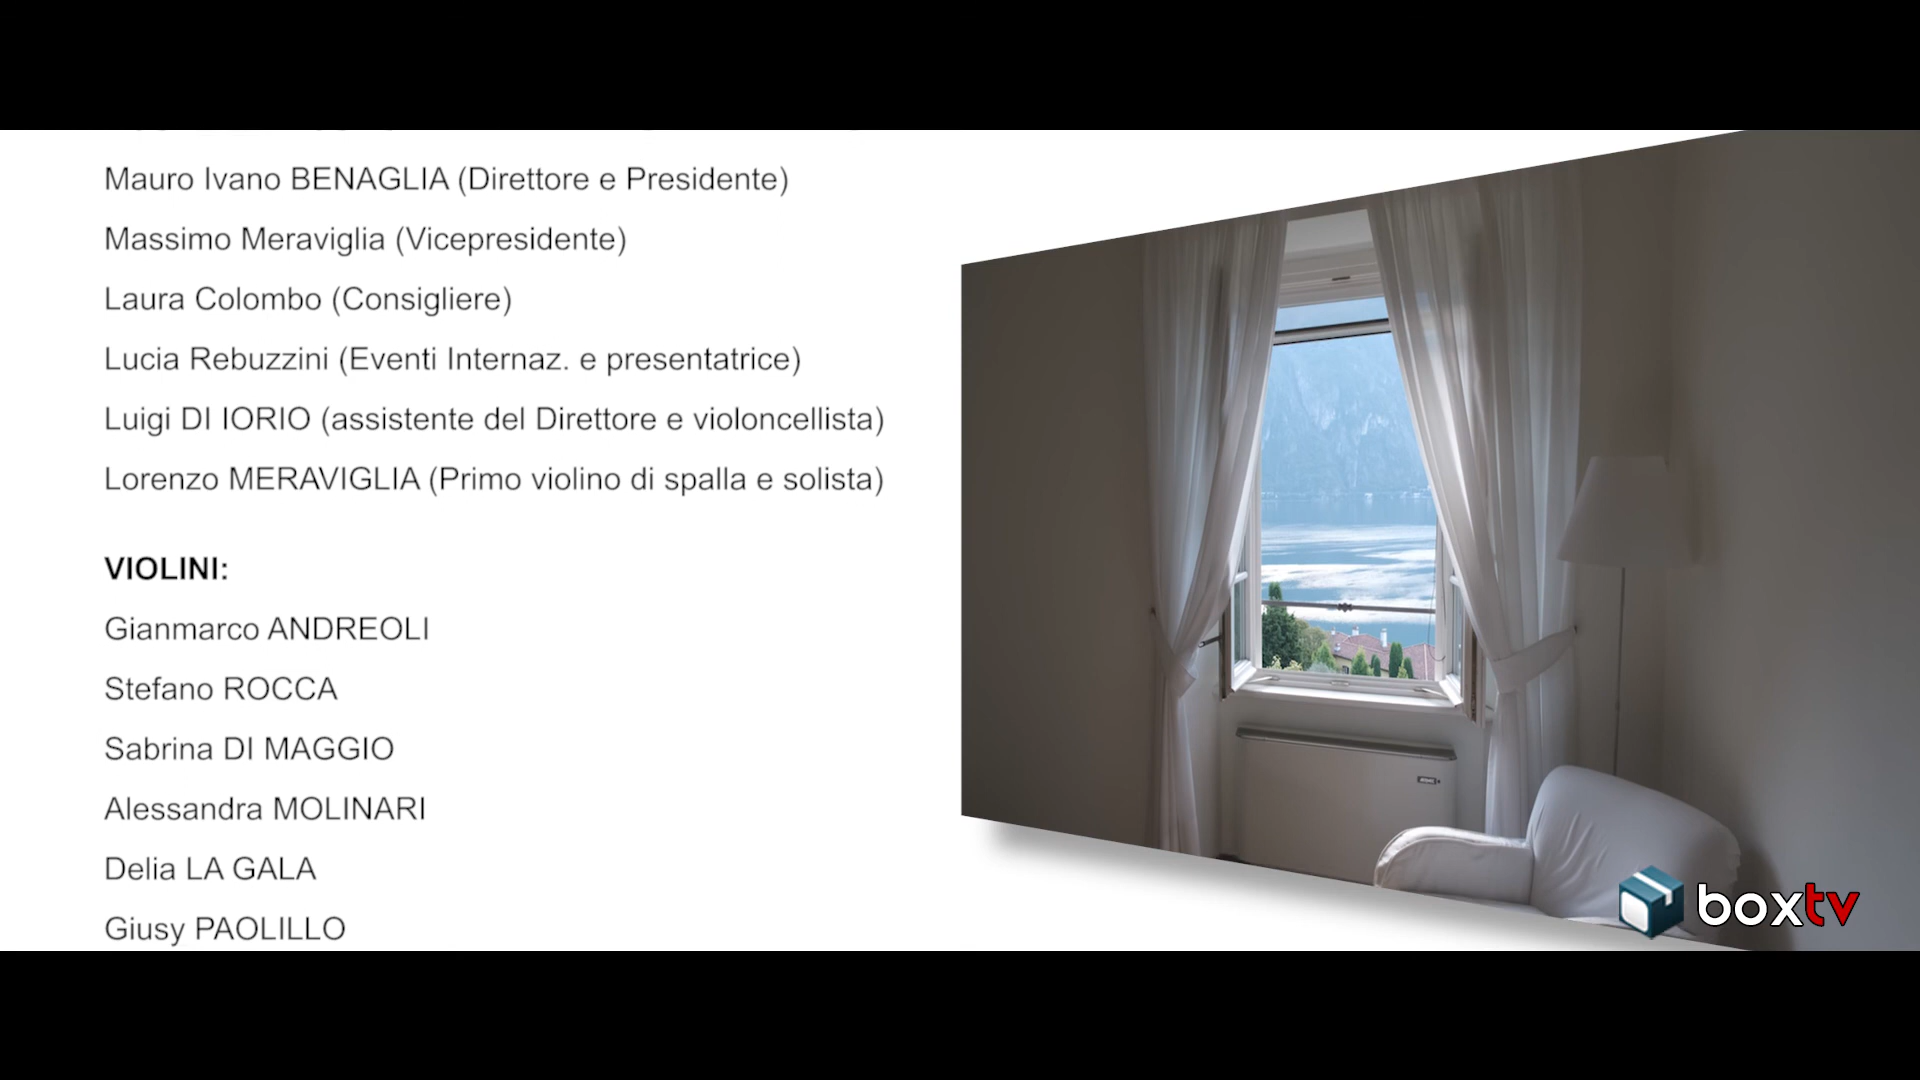 Mauro Ivano BENAGLIA (Direttore e Presidente)
Massimo Meraviglia (Vicepresidente)
Laura Colombo (Consigliere)
Lucia Rebuzzini (Eventi Internaz. e presentatrice)
Luigi DI IORIO (assistente del Direttore e violoncellista)
Lorenzo MERAVIGLIA (Primo violino di spalla e solista)
VIOLINI:
Gianmarco ANDREOLI
Stefano ROCCA
Sabrina DI MAGGIO
Alessandra MOLINARI
Delia LA GALA
Giusy PAOLILLO
boxtv